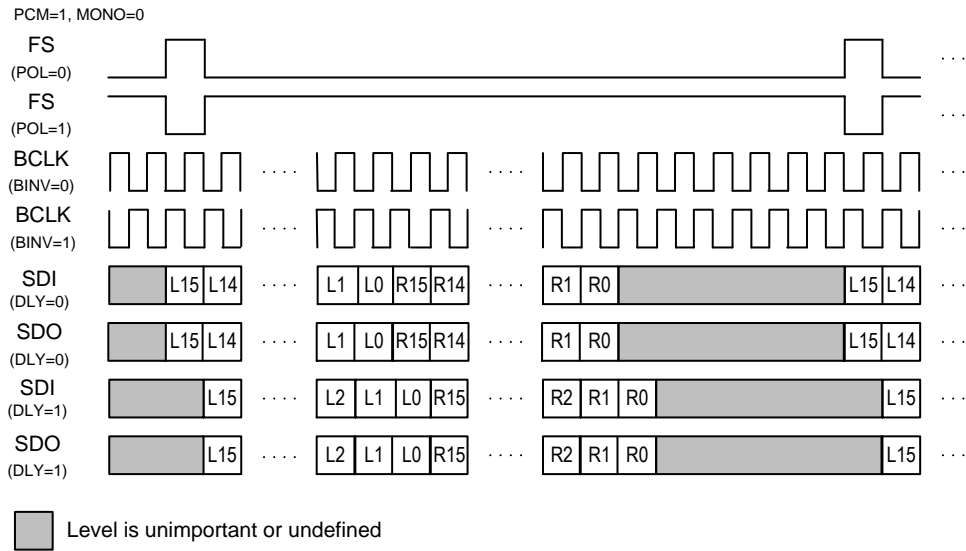 PCM=1, MONO=0
FS
(POL=0)
. . .
FS
(POL=1)
. . .
BCLK
(BINV=0)
. . . . . . . . . . .
BCLK
(BINV=1)
. . . . . . . . . . .
SDI
(DLY=0)
L15 L14 . . . . L1 L0 R15 R14 . . . . R1 R0 L15 L14 . . .
SDO
(DLY=0)
L15 L14 . . . . L1 L0 R15 R14 . . . . R1 R0 L15 L14 . . .
SDI
(DLY=1)
L15 . . . . L2 L1 L0 R15 . . . . R2 R1 R0 L15 . . .
SDO
(DLY=1)
L15 . . . . L2 L1 L0 R15 . . . . R2 R1 R0 L15 . . .
Level is unimportant or undefined